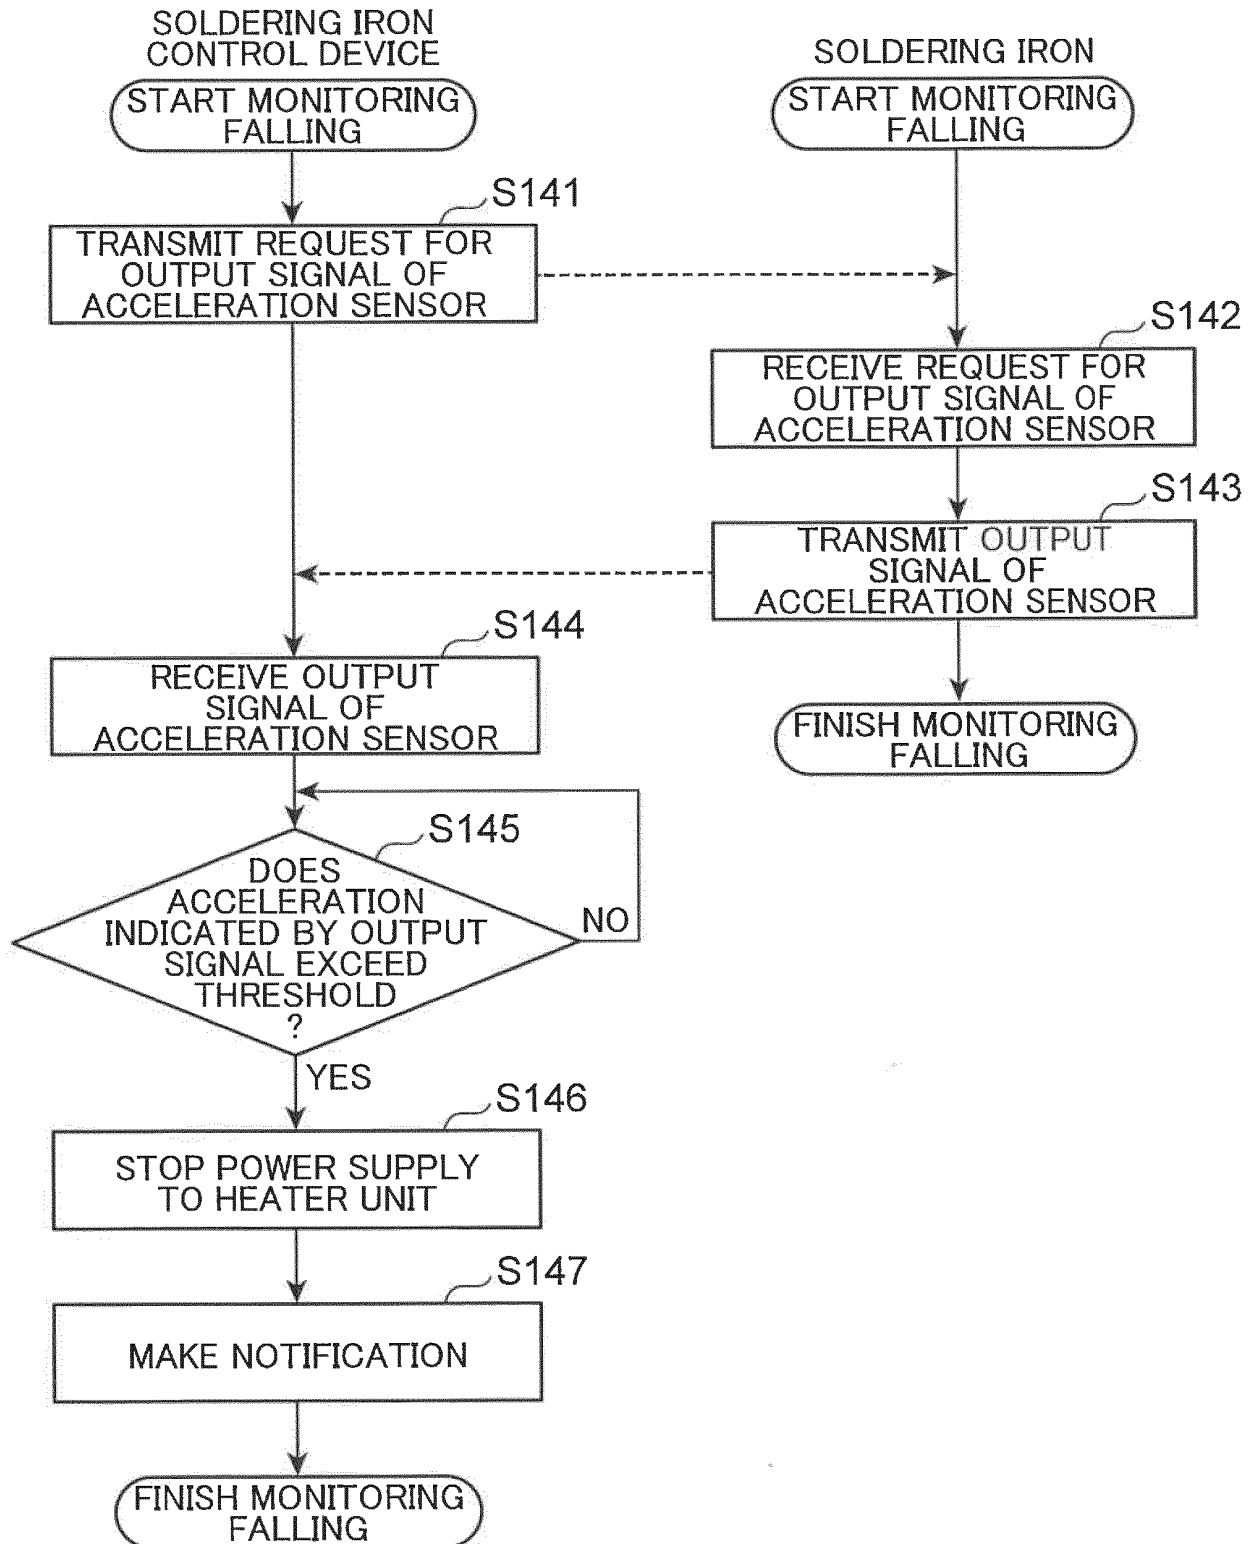 SOLDERING IRON
CONTROL DEVICE
START MONITORING
FALLING
S141
TRANSMIT REQUEST FOR
OUTPUT SIGNAL OF
ACCELERATION SENSOR
SOLDERING IRON
START MONITORING
FALLING
S142
RECEIVE REQUEST FOR
OUTPUT SIGNAL OF
ACCELERATION SENSOR
S143
TRANSMIT OUTPUT
SIGNAL OF
ACCELERATION SENSOR
FINISH MONITORING
FALLING
S144
RECEIVE OUTPUT
SIGNAL OF
ACCELERATION SENSOR
S145
DOES
ACCELERATION
INDICATED BY OUTPUT
SIGNAL EXCEED
THRESHOLD
?
NO
YES
S146
STOP POWER SUPPLY
TO HEATER UNIT
S147
MAKE NOTIFICATION
FINISH MONITORING
FALLING